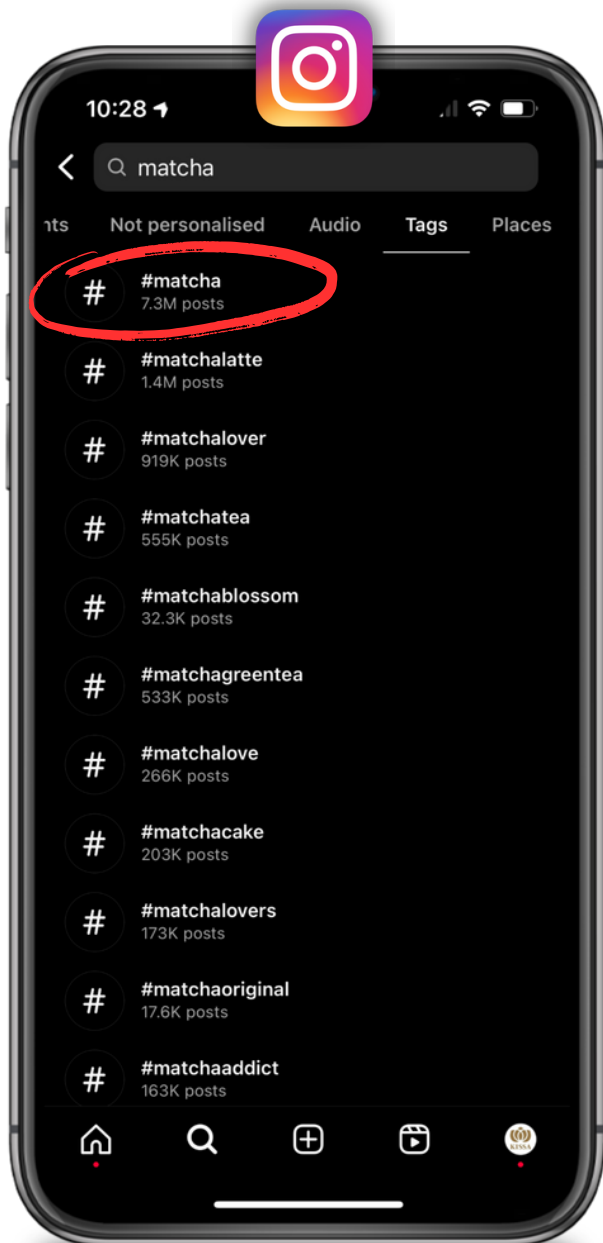 10:28
matcha
nts Not personalised Audio Tags Places
#matcha
7.3M posts
#matchalatte
1.4M posts
#matchalover
919K posts
#matchatea
555K posts
#matchablossom
32.3K posts
#matchagreentea
533K posts
#matchalove
266K posts
#matchacake
203K posts
#matchalovers
173K posts
#matchaoriginal
17.6K posts
#matchaaddict
163K posts
KISSA